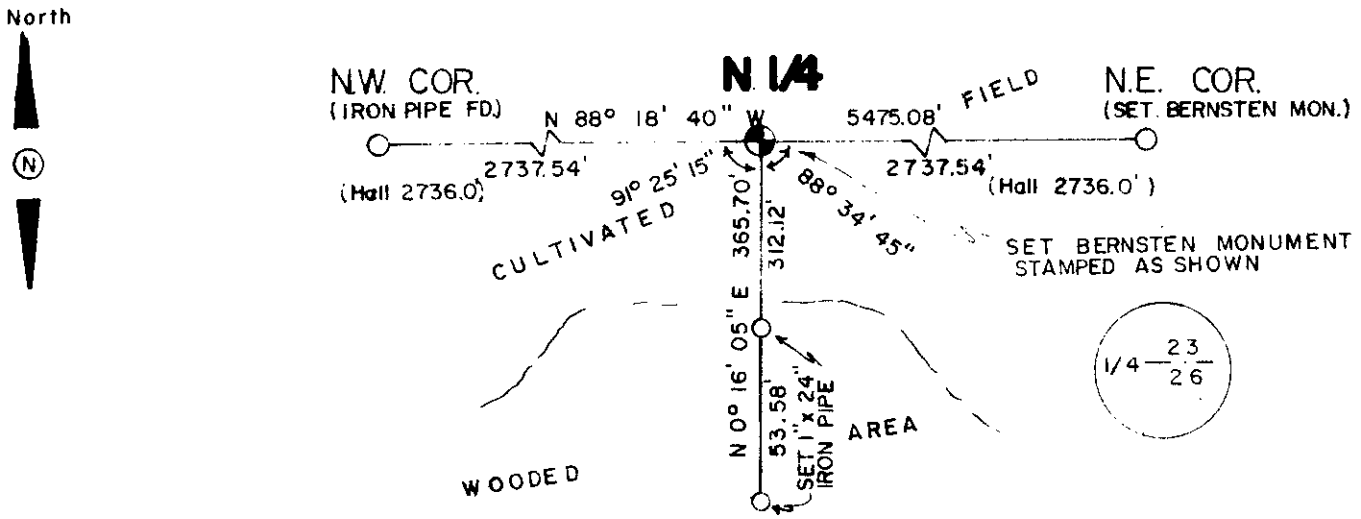 North
N
N.W. COR.
(IRON PIPE FD.)
N. 1/4
N.E. COR.
(SET. BERNSTEN MON.)
N 88° 18' 40" W
5475.08'
FIELD
2737.54'
2737.54'
(Hall 2736.0')
(Hall 2736.0')
91° 25' 15"
88° 34' 45"
CULTIVATED
365.70'
312.12'
SET BERNSTEN MONUMENT
STAMPED AS SHOWN
N 0° 16' 05" E
53.58'
SET 1" x 24"
IRON PIPE
1/4 23
26
WOODED
AREA